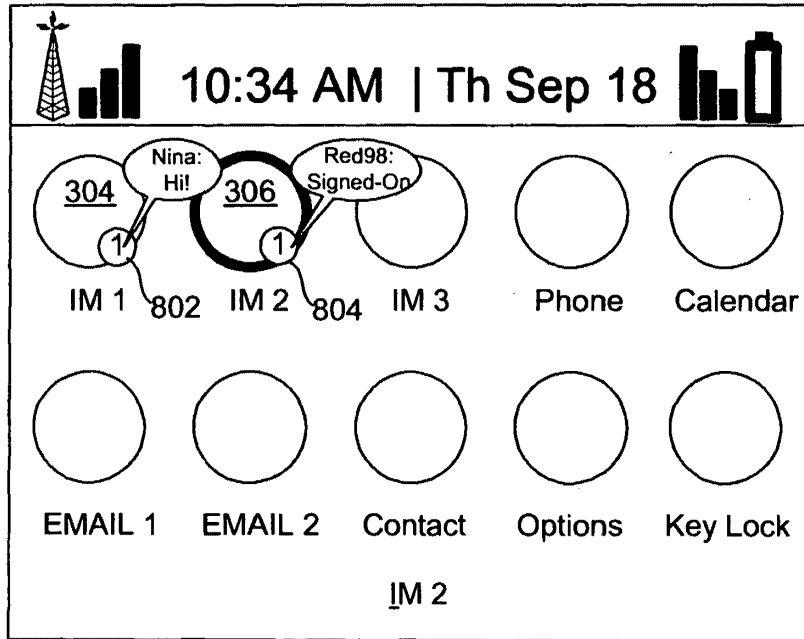 10:34 AM | Th Sep 18
Nina:
Hi!
Red98:
Signed-On
304
306
1
1
IM 1
802
IM 2
804
IM 3
Phone
Calendar
EMAIL 1
EMAIL 2
Contact
Options
Key Lock
IM 2